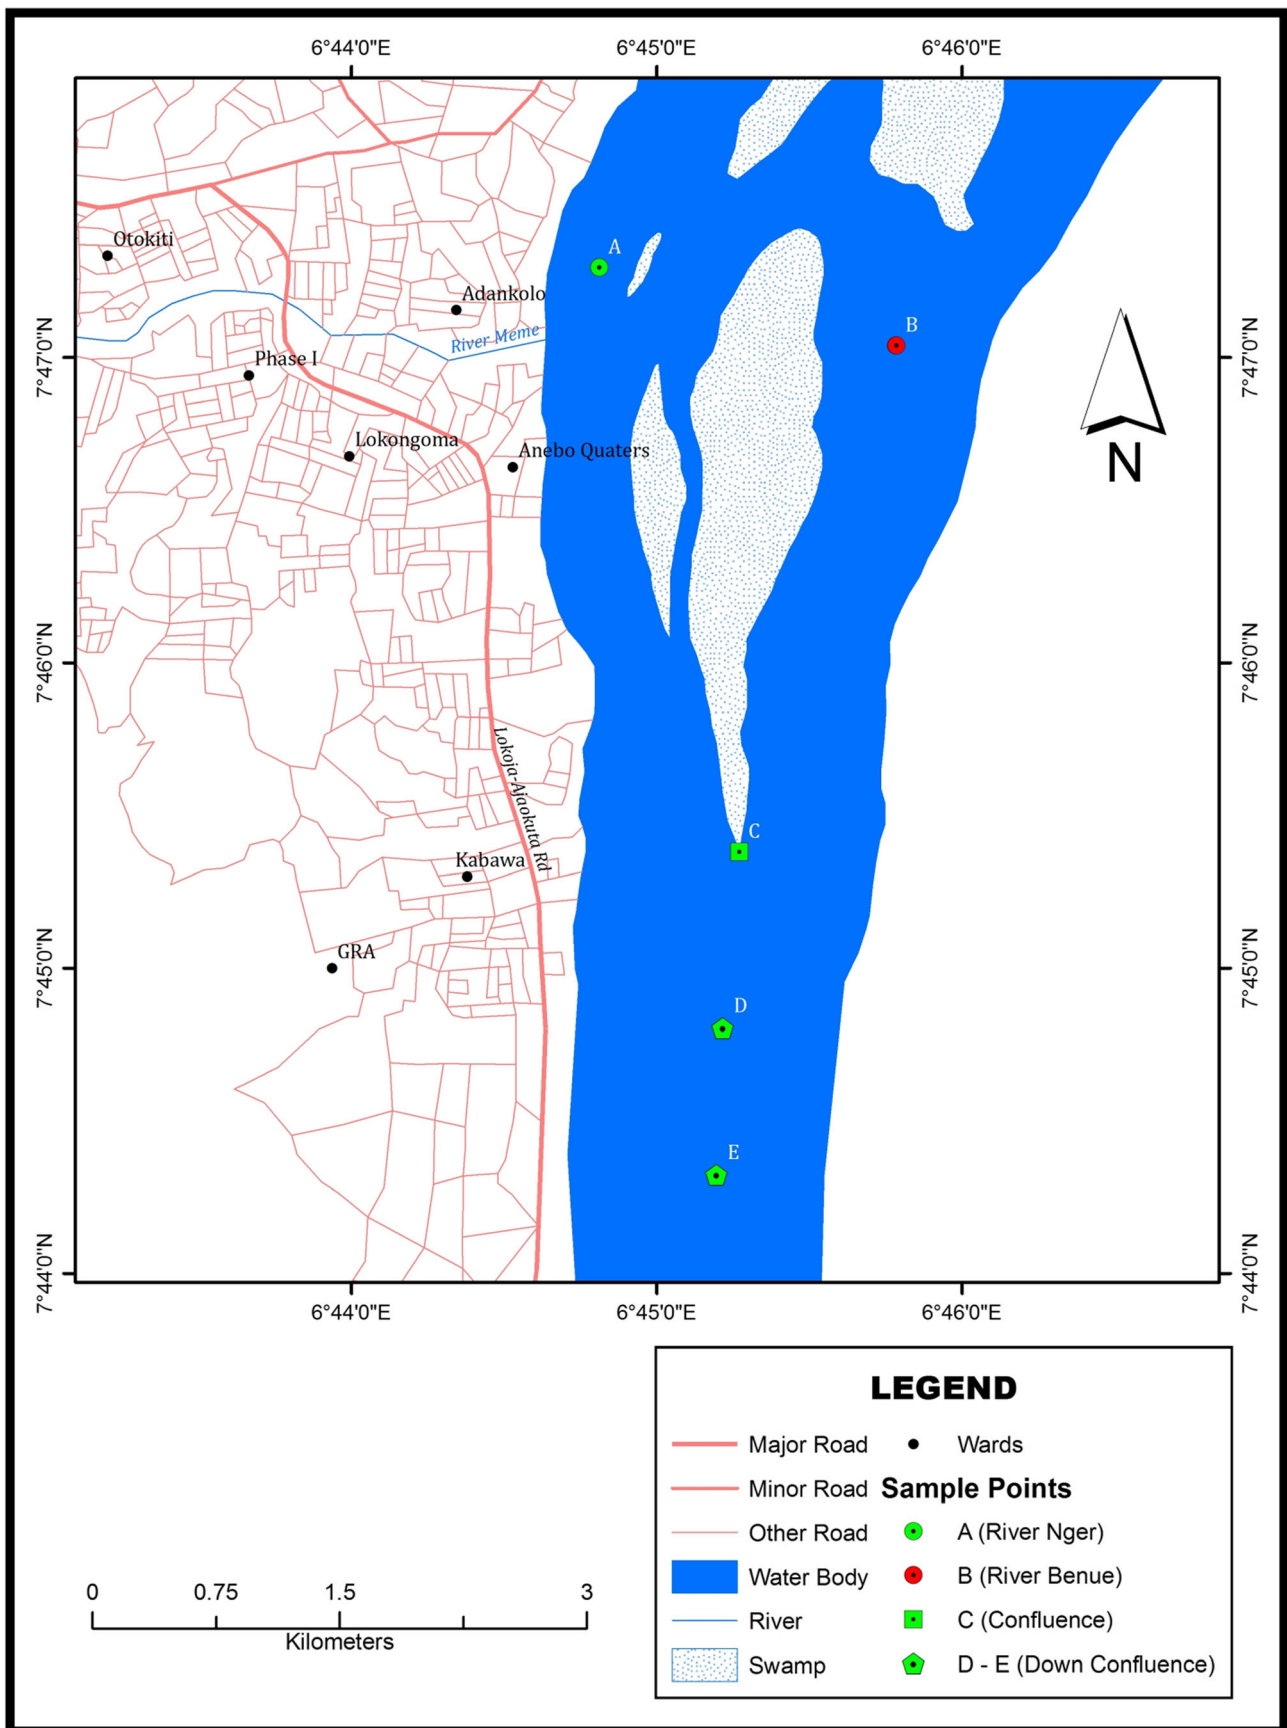 6°44'0"E 6°45'0"E 6°46'0"E
Otokiti
A
Adankolo
River Meme
B
7°47'0"N
7°47'0"N
Phase I
Lokongoma
Anebo Quaters
N
7°46'0"N
7°46'0"N
Lokoja-Ajaokuta Rd
C
Kabawa
GRA
7°45'0"N
7°45'0"N
D
E
7°44'0"N
7°44'0"N
6°44'0"E 6°45'0"E 6°46'0"E
LEGEND
Major Road Wards
Minor Road Sample Points
Other Road A (River Nger)
Water Body B (River Benue)
River C (Confluence)
Swamp D - E (Down Confluence)
0 0.75 1.5 3
Kilometers